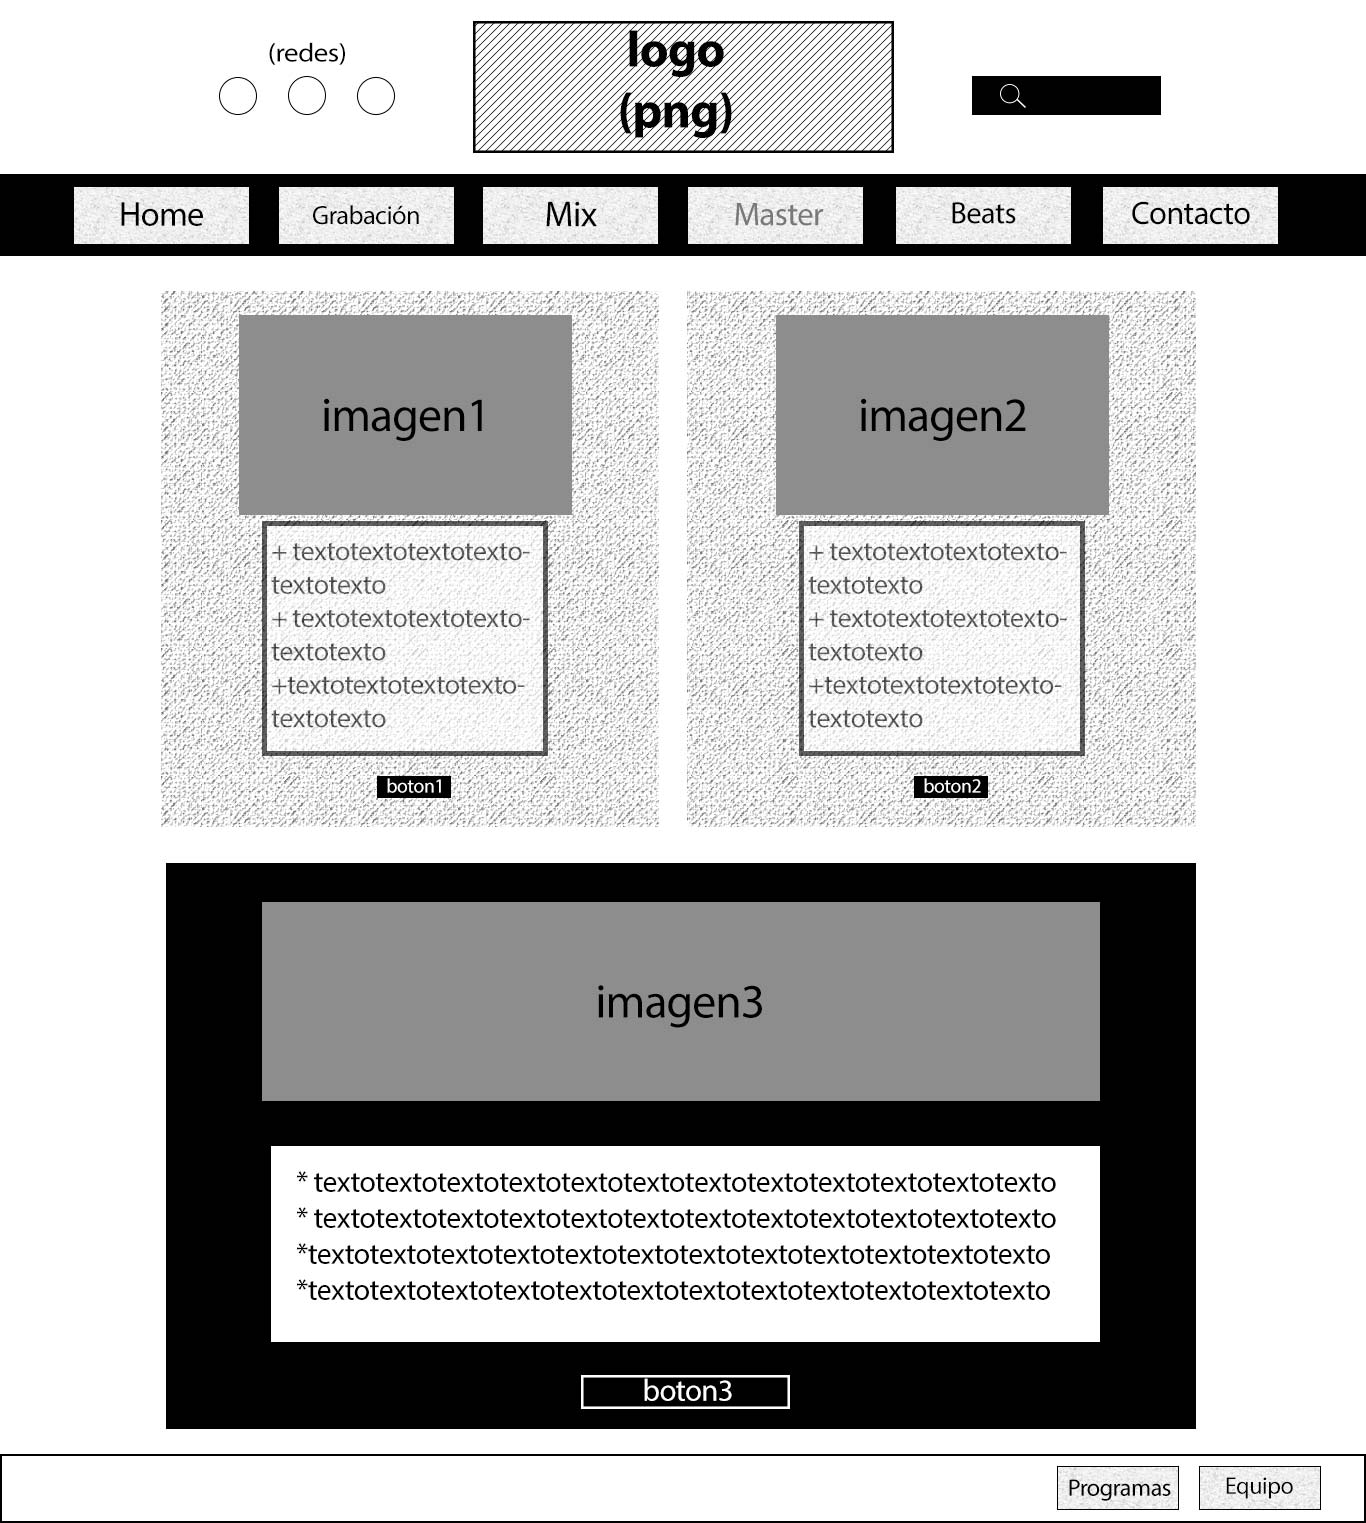 (redes)
logo
(png)
Home
Grabación
Mix
Master
Beats
Contacto
imagen1
+ textotextotextotexto-
textotexto
+ textotextotextotexto-
textotexto
+textotextotextotexto-
textotexto
boton1
imagen2
+ textotextotextotexto-
textotexto
+ textotextotextotexto-
textotexto
+textotextotextotexto-
textotexto
boton2
imagen3
* textotextotextotextotextotextotextotextotextotextotextotexto
* textotextotextotextotextotextotextotextotextotextotextotexto
*textotextotextotextotextotextotextotextotextotextotextotexto
*textotextotextotextotextotextotextotextotextotextotextotexto
boton3
Programas
Equipo